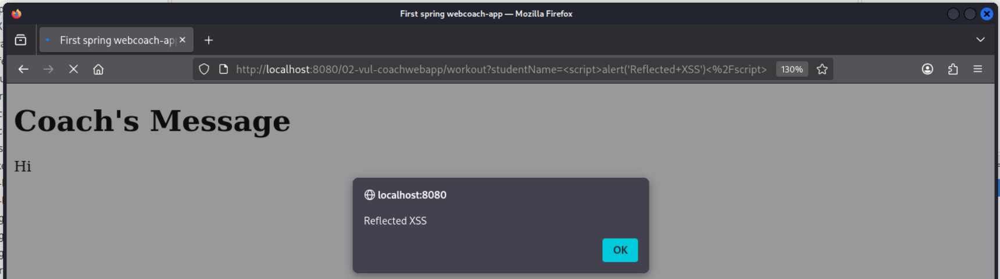 First spring webcoach-app — Mozilla Firefox
First spring webcoach-ap
http://localhost:8080/02-vul-coachwebapp/workout?studentName=<script>alert('Reflected+XSS')<%2Fscript>
130%
Coach's Message
Hi
localhost:8080
Reflected XSS
OK